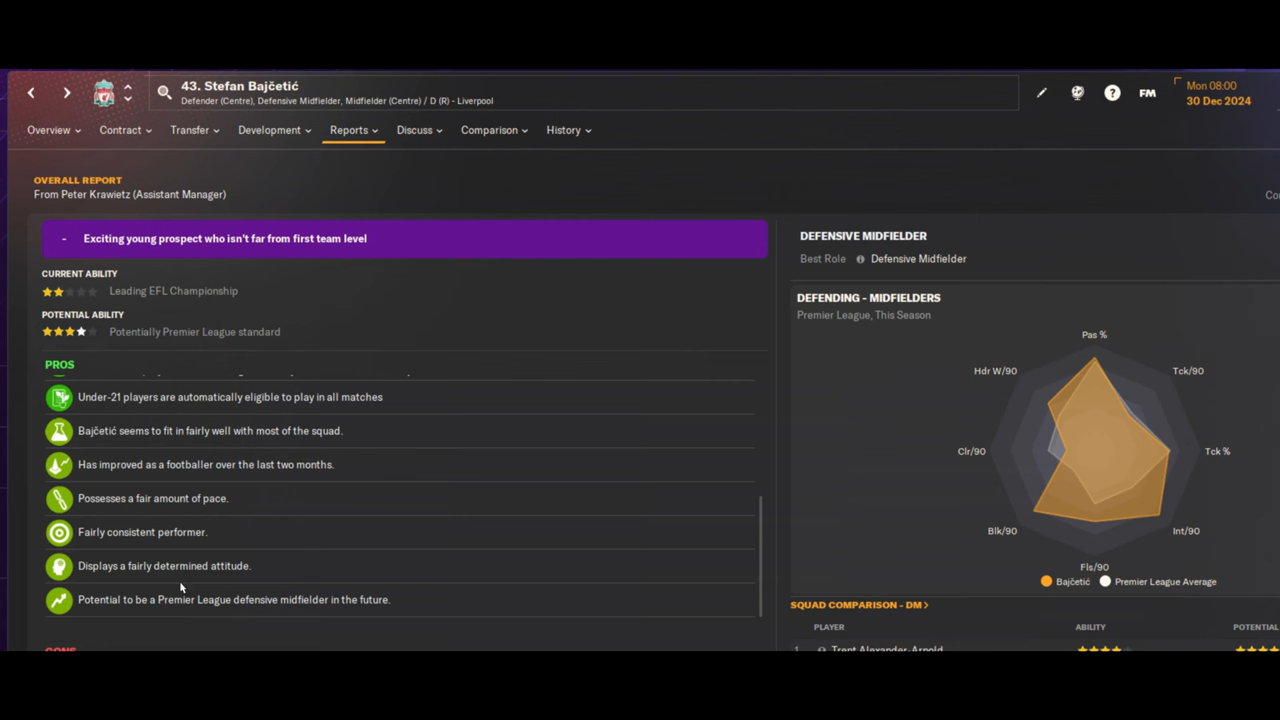 43. Stefan Bajčetić
Defender (Centre), Defensive Midfielder, Midfielder (Centre) / D (R) - Liverpool
FM
Mon 08:00
30 Dec 2024
Overview
Contract
Transfer
Development
Reports
Discuss
Comparison
History
OVERALL REPORT
From Peter Krawietz (Assistant Manager)
- Exciting young prospect who isn't far from first team level
CURRENT ABILITY
Leading EFL Championship
POTENTIAL ABILITY
Potentially Premier League standard
PROS
Under-21 players are automatically eligible to play in all matches
Bajčetić seems to fit in fairly well with most of the squad.
Has improved as a footballer over the last two months.
Possesses a fair amount of pace.
Fairly consistent performer.
Displays a fairly determined attitude.
Potential to be a Premier League defensive midfielder in the future.
CONS
DEFENSIVE MIDFIELDER
Best Role Defensive Midfielder
DEFENDING - MIDFIELDERS
Premier League, This Season
Pas %
Hdr W/90
Tck/90
Clr/90
Tck %
Blk/90
Int/90
Fls/90
Bajčetić
Premier League Average
SQUAD COMPARISON - DM >
PLAYER
ABILITY
POTENTIAL
1 Trent Alexander-Arnold